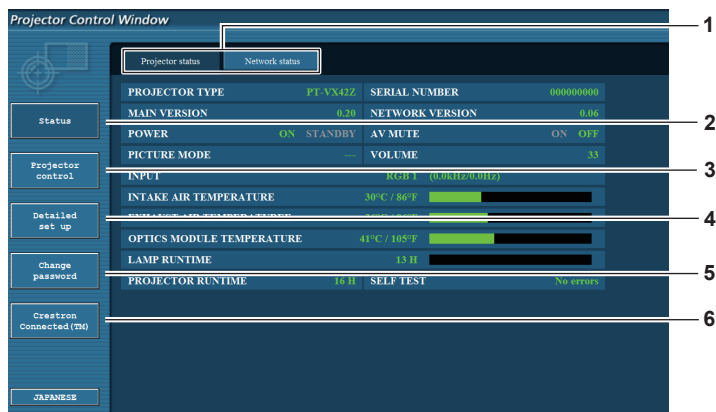 Projector Control Window
1
Projector status Network status
PROJECTOR TYPE PT-VX42Z SERIAL NUMBER 000000000
MAIN VERSION 0.20 NETWORK VERSION 0.06
Status
2
POWER ON STANDBY AV MUTE ON OFF
PICTURE MODE — VOLUME 33
Projector
control
3
INPUT RGB 1 (0.0kHz/0.0Hz)
INTAKE AIR TEMPERATURE 30°C / 86°F
Detailed
set up
4
EXHAUST AIR
OPTICS MODULE TEMPERATURE 41°C / 105°F
LAMP RUNTIME 13 H
Change
password
5
PROJECTOR RUNTIME 16 H SELF TEST No errors
Crestron
Connected(TM)
6
JAPANESE